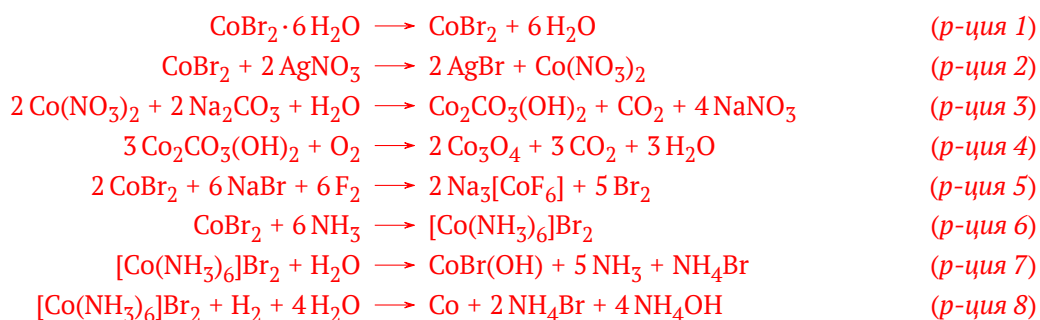 CoBr₂·6 H₂O ⟶ CoBr₂ + 6 H₂O (р-ция 1)
CoBr₂ + 2 AgNO₃ ⟶ 2 AgBr + Co(NO₃)₂ (р-ция 2)
2 Co(NO₃)₂ + 2 Na₂CO₃ + H₂O ⟶ Co₂CO₃(OH)₂ + CO₂ + 4 NaNO₃ (р-ция 3)
3 Co₂CO₃(OH)₂ + O₂ ⟶ 2 Co₃O₄ + 3 CO₂ + 3 H₂O (р-ция 4)
2 CoBr₂ + 6 NaBr + 6 F₂ ⟶ 2 Na₃[CoF₆] + 5 Br₂ (р-ция 5)
CoBr₂ + 6 NH₃ ⟶ [Co(NH₃)₆]Br₂ (р-ция 6)
[Co(NH₃)₆]Br₂ + H₂O ⟶ CoBr(OH) + 5 NH₃ + NH₄Br (р-ция 7)
[Co(NH₃)₆]Br₂ + H₂ + 4 H₂O ⟶ Co + 2 NH₄Br + 4 NH₄OH (р-ция 8)